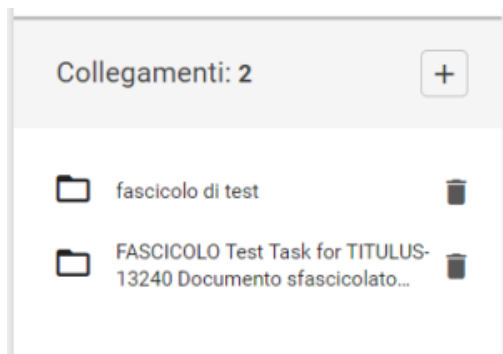 Collegamenti: 2
+
fascicolo di test
FASCICOLO Test Task for TITULUS-
13240 Documento sfascicolato...